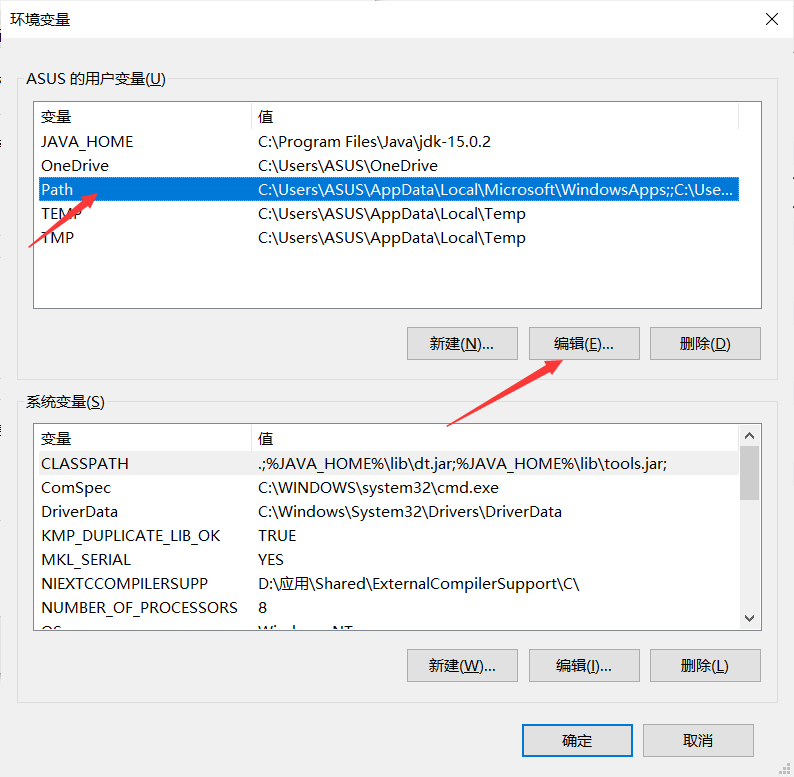 环境变量
ASUS 的用户变量(U)
变量 值
JAVA_HOME C:\Program Files\Java\jdk-15.0.2
OneDrive C:\Users\ASUS\OneDrive
Path C:\Users\ASUS\AppData\Local\Microsoft\WindowsApps;;C:\Use...
TEMP C:\Users\ASUS\AppData\Local\Temp
TMP C:\Users\ASUS\AppData\Local\Temp
新建(N)... 编辑(E)... 删除(D)
系统变量(S)
变量 值
CLASSPATH .;%JAVA_HOME%\lib\dt.jar;%JAVA_HOME%\lib\tools.jar;
ComSpec C:\WINDOWS\system32\cmd.exe
DriverData C:\Windows\System32\Drivers\DriverData
KMP_DUPLICATE_LIB_OK TRUE
MKL_SERIAL YES
NIEXTCCOMPILERSUPP D:\应用\Shared\ExternalCompilerSupport\C\
NUMBER_OF_PROCESSORS 8
OS Windows_NT
新建(W)... 编辑(I)... 删除(L)
确定 取消